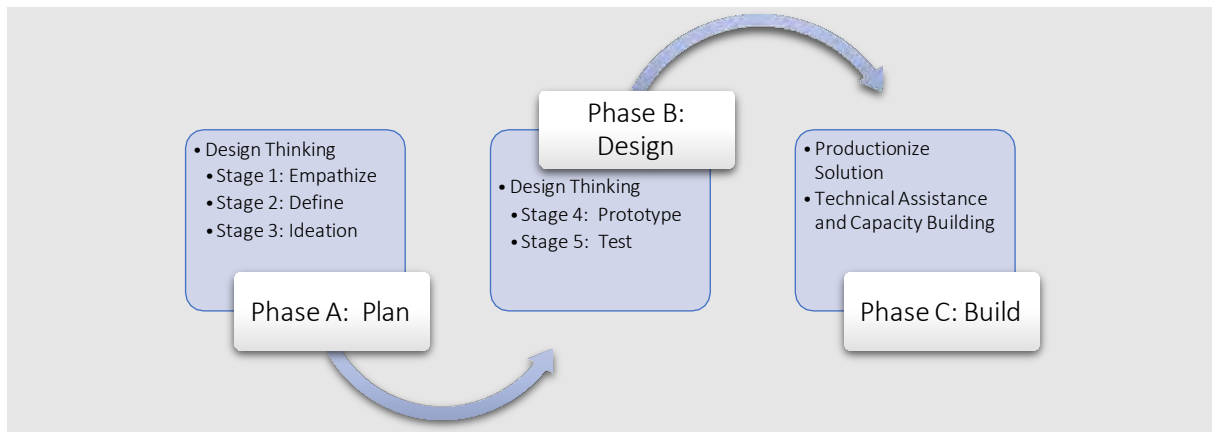 • Design Thinking
• Stage 1: Empathize
• Stage 2: Define
• Stage 3: Ideation
Phase A: Plan
Phase B:
Design
• Design Thinking
• Stage 4: Prototype
• Stage 5: Test
• Productionize
Solution
• Technical Assistance
and Capacity Building
Phase C: Build